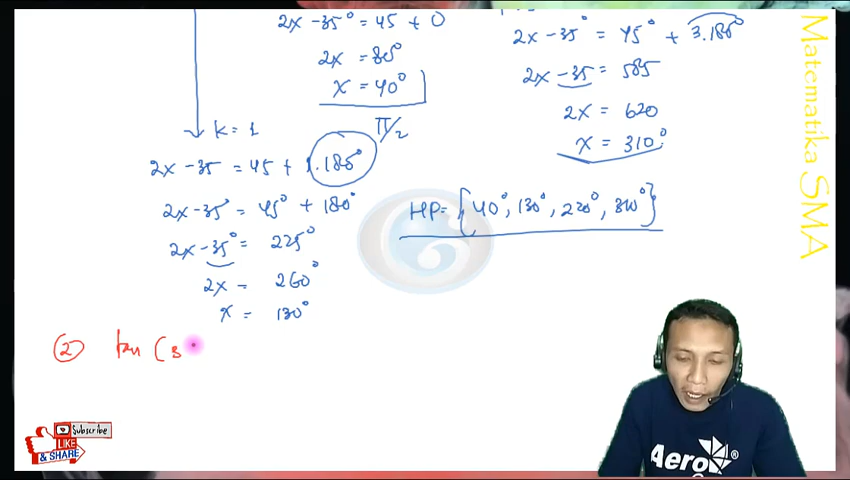 2x - 35° = 45 + 0
2x = 80°
x = 40°
π/2
k = 1
2x - 35 = 45 + 1.180°
2x - 35° = 45° + 180°
2x - 35° = 225°
2x = 260°
x = 130°
2x - 35° = 45° + 3.180°
2x - 35 = 585
2x = 620
x = 310°
HP = {40°, 130°, 220°, 310°}
② tan (3
Matematika SMA
Subscribe
LIKE
& SHARE
Aero